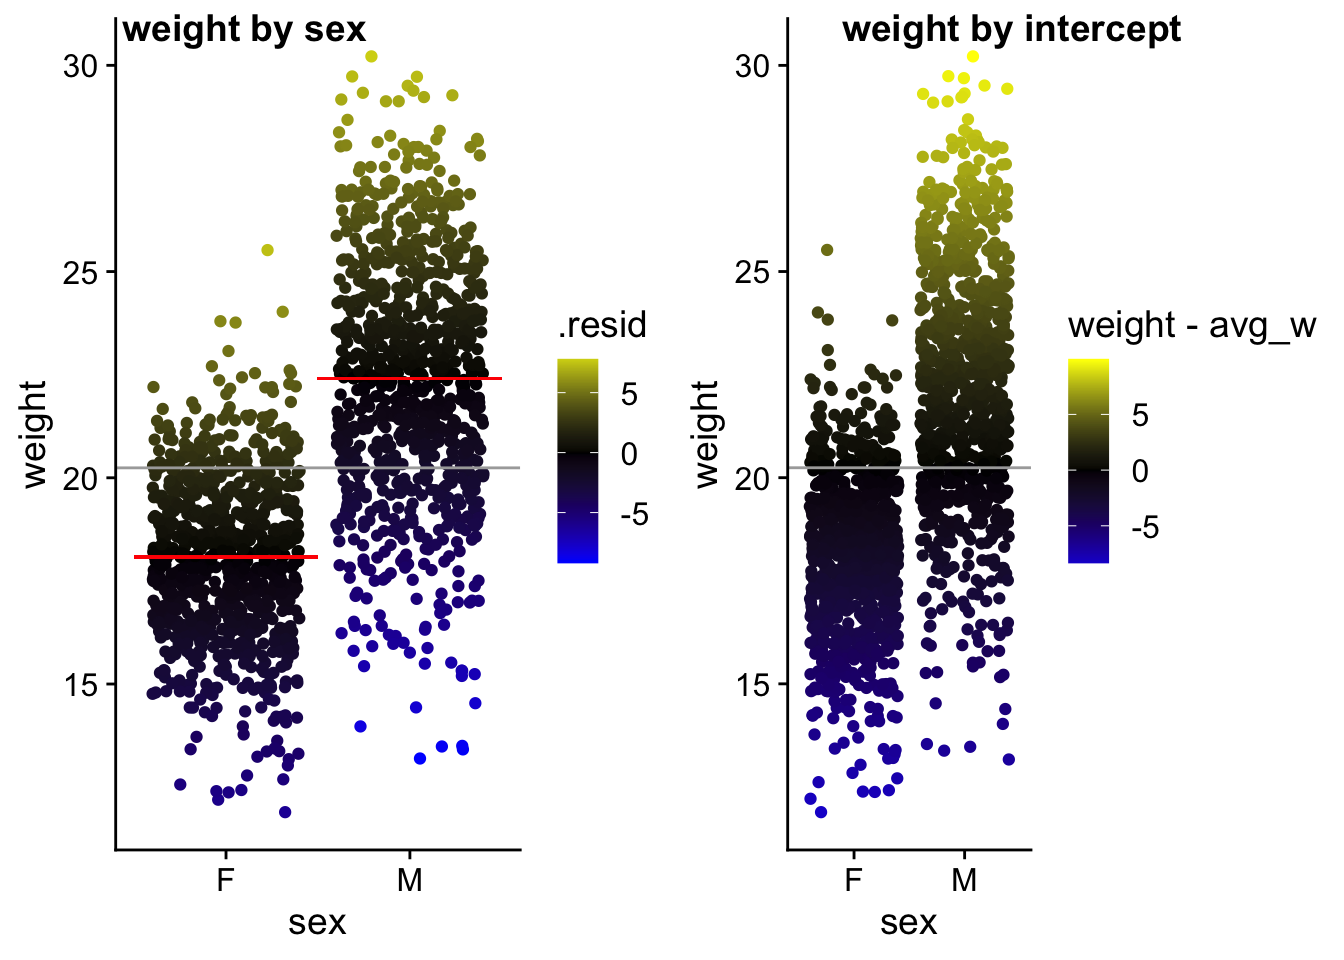 weight by sex
30
25
20
15
weight
F
M
sex
.resid
5
0
-5
weight by intercept
30
25
20
15
weight
F
M
sex
weight - avg_w
5
0
-5